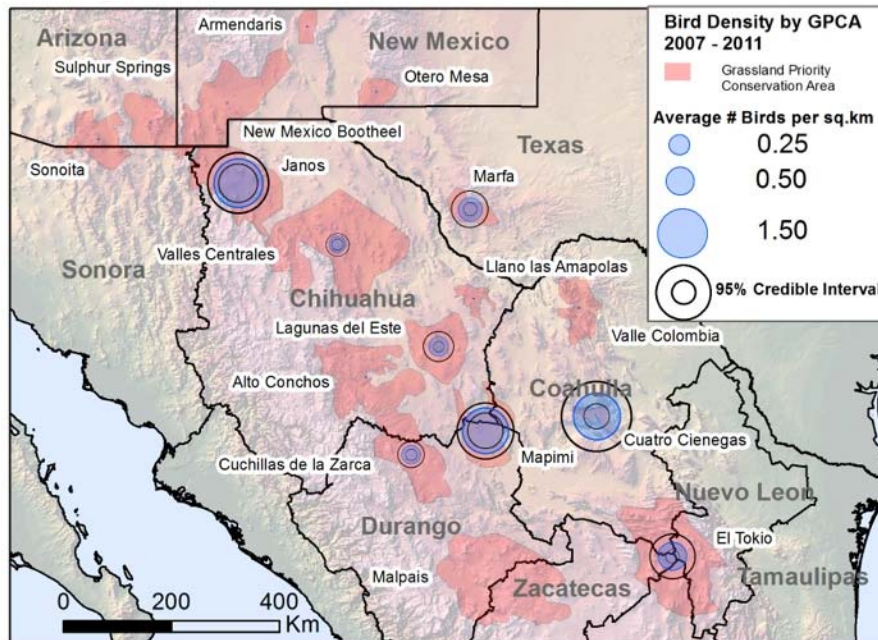 Armendaris
Arizona
New Mexico
Sulphur Springs
Otero Mesa
New Mexico Bootheel
Texas
Sonoita
Janos
Marfa
Valles Centrales
Sonora
Llano las Amapolas
Chihuahua
Lagunas del Este
Valle Colombia
Alto Conchos
Coahuila
Cuatro Cienegas
Cuchillas de la Zarca
Mapimi
Nuevo Leon
Durango
El Tokio
Malpais
Zacatecas
Tamaulipas
0 200 400
Km
Bird Density by GPCA
2007 - 2011
Grassland Priority
Conservation Area
Average # Birds per sq.km
0.25
0.50
1.50
95% Credible Interval